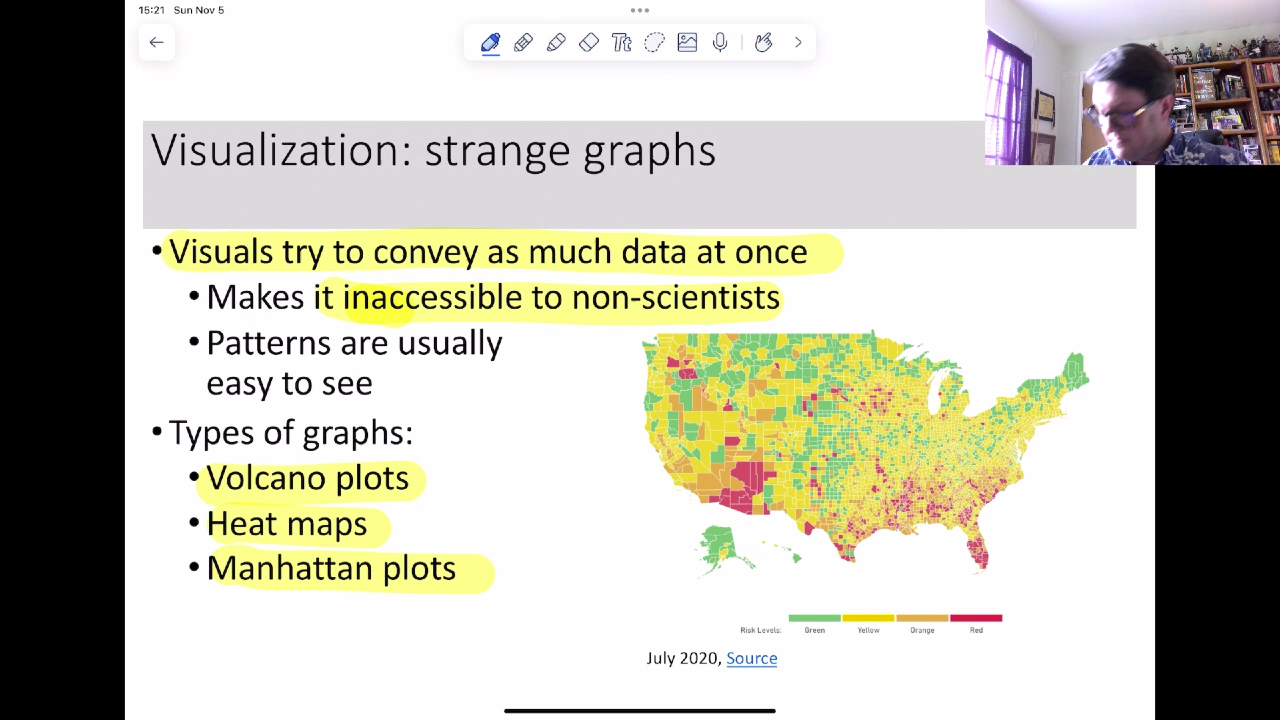 15:21 Sun Nov 5
Tt
Visualization: strange graphs
• Visuals try to convey as much data at once
• Makes it inaccessible to non-scientists
• Patterns are usually
easy to see
• Types of graphs:
• Volcano plots
• Heat maps
• Manhattan plots
Risk Levels: Green Yellow Orange Red
July 2020, Source